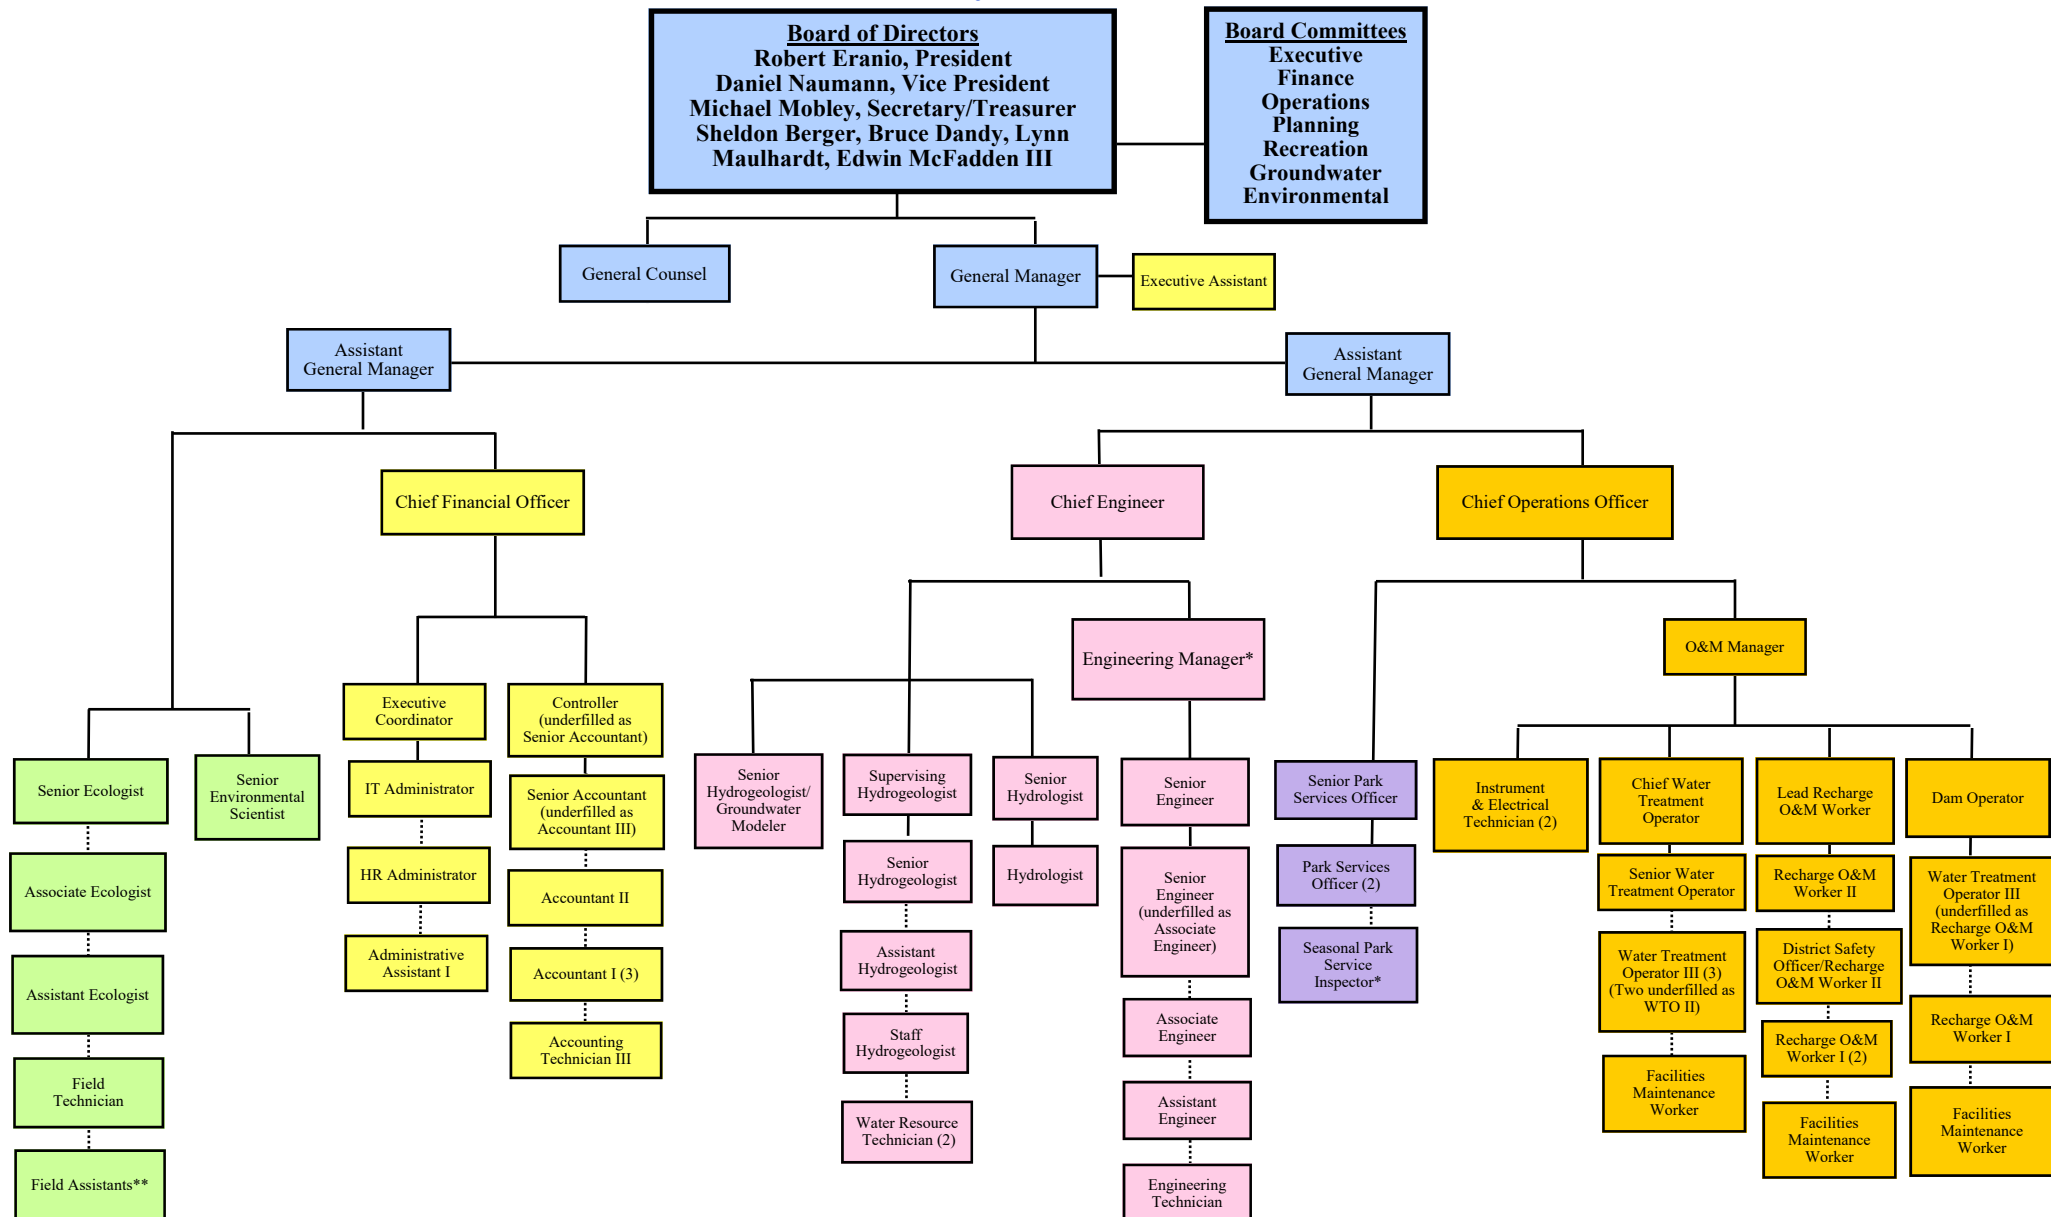 Board of Directors
Robert Eranio, President
Daniel Naumann, Vice President
Michael Mobley, Secretary/Treasurer
Sheldon Berger, Bruce Dandy, Lynn
Maulhardt, Edwin McFadden III
Board Committees
Executive
Finance
Operations
Planning
Recreation
Groundwater
Environmental
General Counsel
General Manager
Executive Assistant
Assistant
General Manager
Assistant
General Manager
Chief Financial Officer
Chief Engineer
Chief Operations Officer
Engineering Manager*
O&M Manager
Executive
Coordinator
Controller
(underfilled as
Senior Accountant)
Senior Ecologist
Senior
Environmental
Scientist
IT Administrator
Senior Accountant
(underfilled as
Accountant III)
Senior
Hydrogeologist/
Groundwater
Modeler
Supervising
Hydrogeologist
Senior
Hydrologist
Senior
Engineer
Senior Park
Services Officer
Instrument
& Electrical
Technician (2)
Chief Water
Treatment
Operator
Lead Recharge
O&M Worker
Dam Operator
Associate Ecologist
HR Administrator
Accountant II
Senior
Hydrogeologist
Hydrologist
Senior
Engineer
(underfilled as
Associate
Engineer)
Park Services
Officer (2)
Senior Water
Treatment Operator
Recharge O&M
Worker II
Water Treatment
Operator III
(underfilled as
Recharge O&M
Worker I)
Assistant Ecologist
Administrative
Assistant I
Accountant I (3)
Assistant
Hydrogeologist
Seasonal Park
Service
Inspector*
Water Treatment
Operator III (3)
(Two underfilled as
WTO II)
District Safety
Officer/Recharge
O&M Worker II
Field
Technician
Accounting
Technician III
Staff
Hydrogeologist
Associate
Engineer
Recharge O&M
Worker I (2)
Recharge O&M
Worker I
Field Assistants**
Water Resource
Technician (2)
Assistant
Engineer
Facilities
Maintenance
Worker
Facilities
Maintenance
Worker
Facilities
Maintenance
Worker
Engineering
Technician